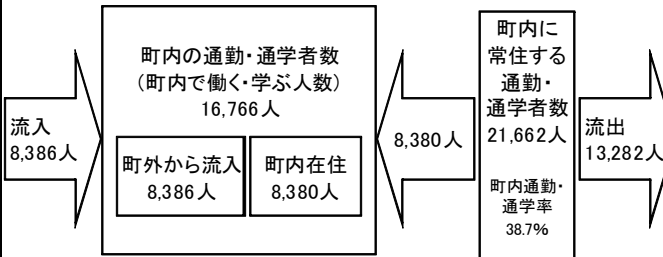 流入
8,386人
町内の通勤・通学者数
（町内で働く・学ぶ人数）
16,766人
町外から流入
8,386人
町内在住
8,380人
8,380人
町内に
常住する
通勤・
通学者数
21,662人
町内通勤・
通学率
38.7%
流出
13,282人